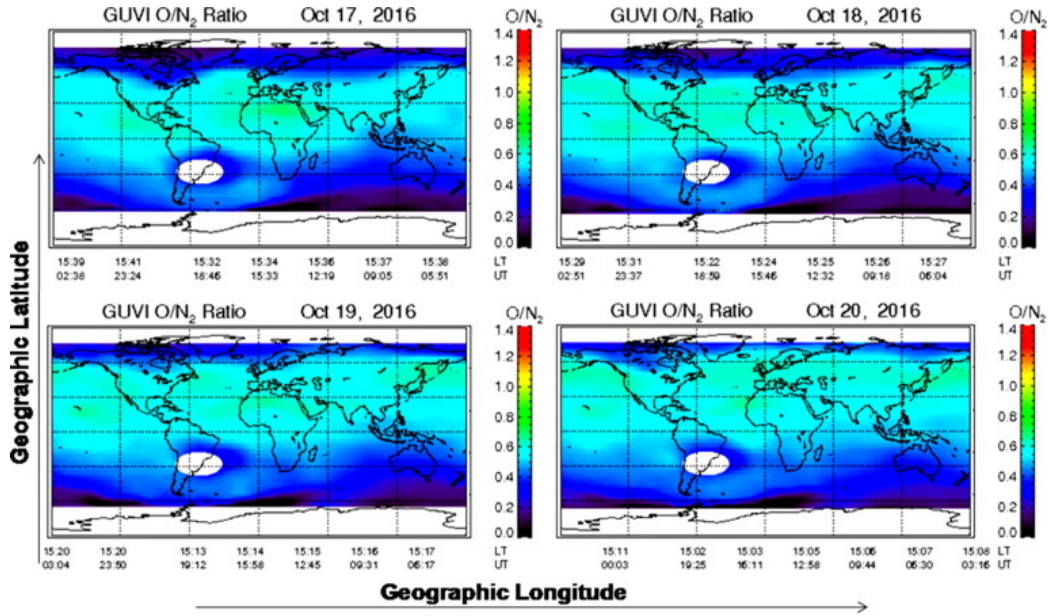 GUVI O/N₂ Ratio Oct 17, 2016 O/N₂
1.4
1.2
1.0
0.8
0.6
0.4
0.2
0.0
15:39 15:41 15:32 15:34 15:36 15:37 15:38 LT
02:38 23:24 18:46 15:33 12:19 09:05 05:51 UT
GUVI O/N₂ Ratio Oct 18, 2016 O/N₂
1.4
1.2
1.0
0.8
0.6
0.4
0.2
0.0
15:29 15:31 15:22 15:24 15:25 15:26 15:27 LT
02:51 23:37 18:59 15:46 12:32 09:18 06:04 UT
Geographic Latitude
GUVI O/N₂ Ratio Oct 19, 2016 O/N₂
1.4
1.2
1.0
0.8
0.6
0.4
0.2
0.0
15:20 15:20 15:13 15:14 15:15 15:16 15:17 LT
03:04 23:50 19:12 15:58 12:45 09:31 06:17 UT
GUVI O/N₂ Ratio Oct 20, 2016 O/N₂
1.4
1.2
1.0
0.8
0.6
0.4
0.2
0.0
15:11 15:02 15:03 15:05 15:06 15:07 15:08 LT
00:03 19:25 16:11 12:58 09:44 06:30 03:16 UT
Geographic Longitude